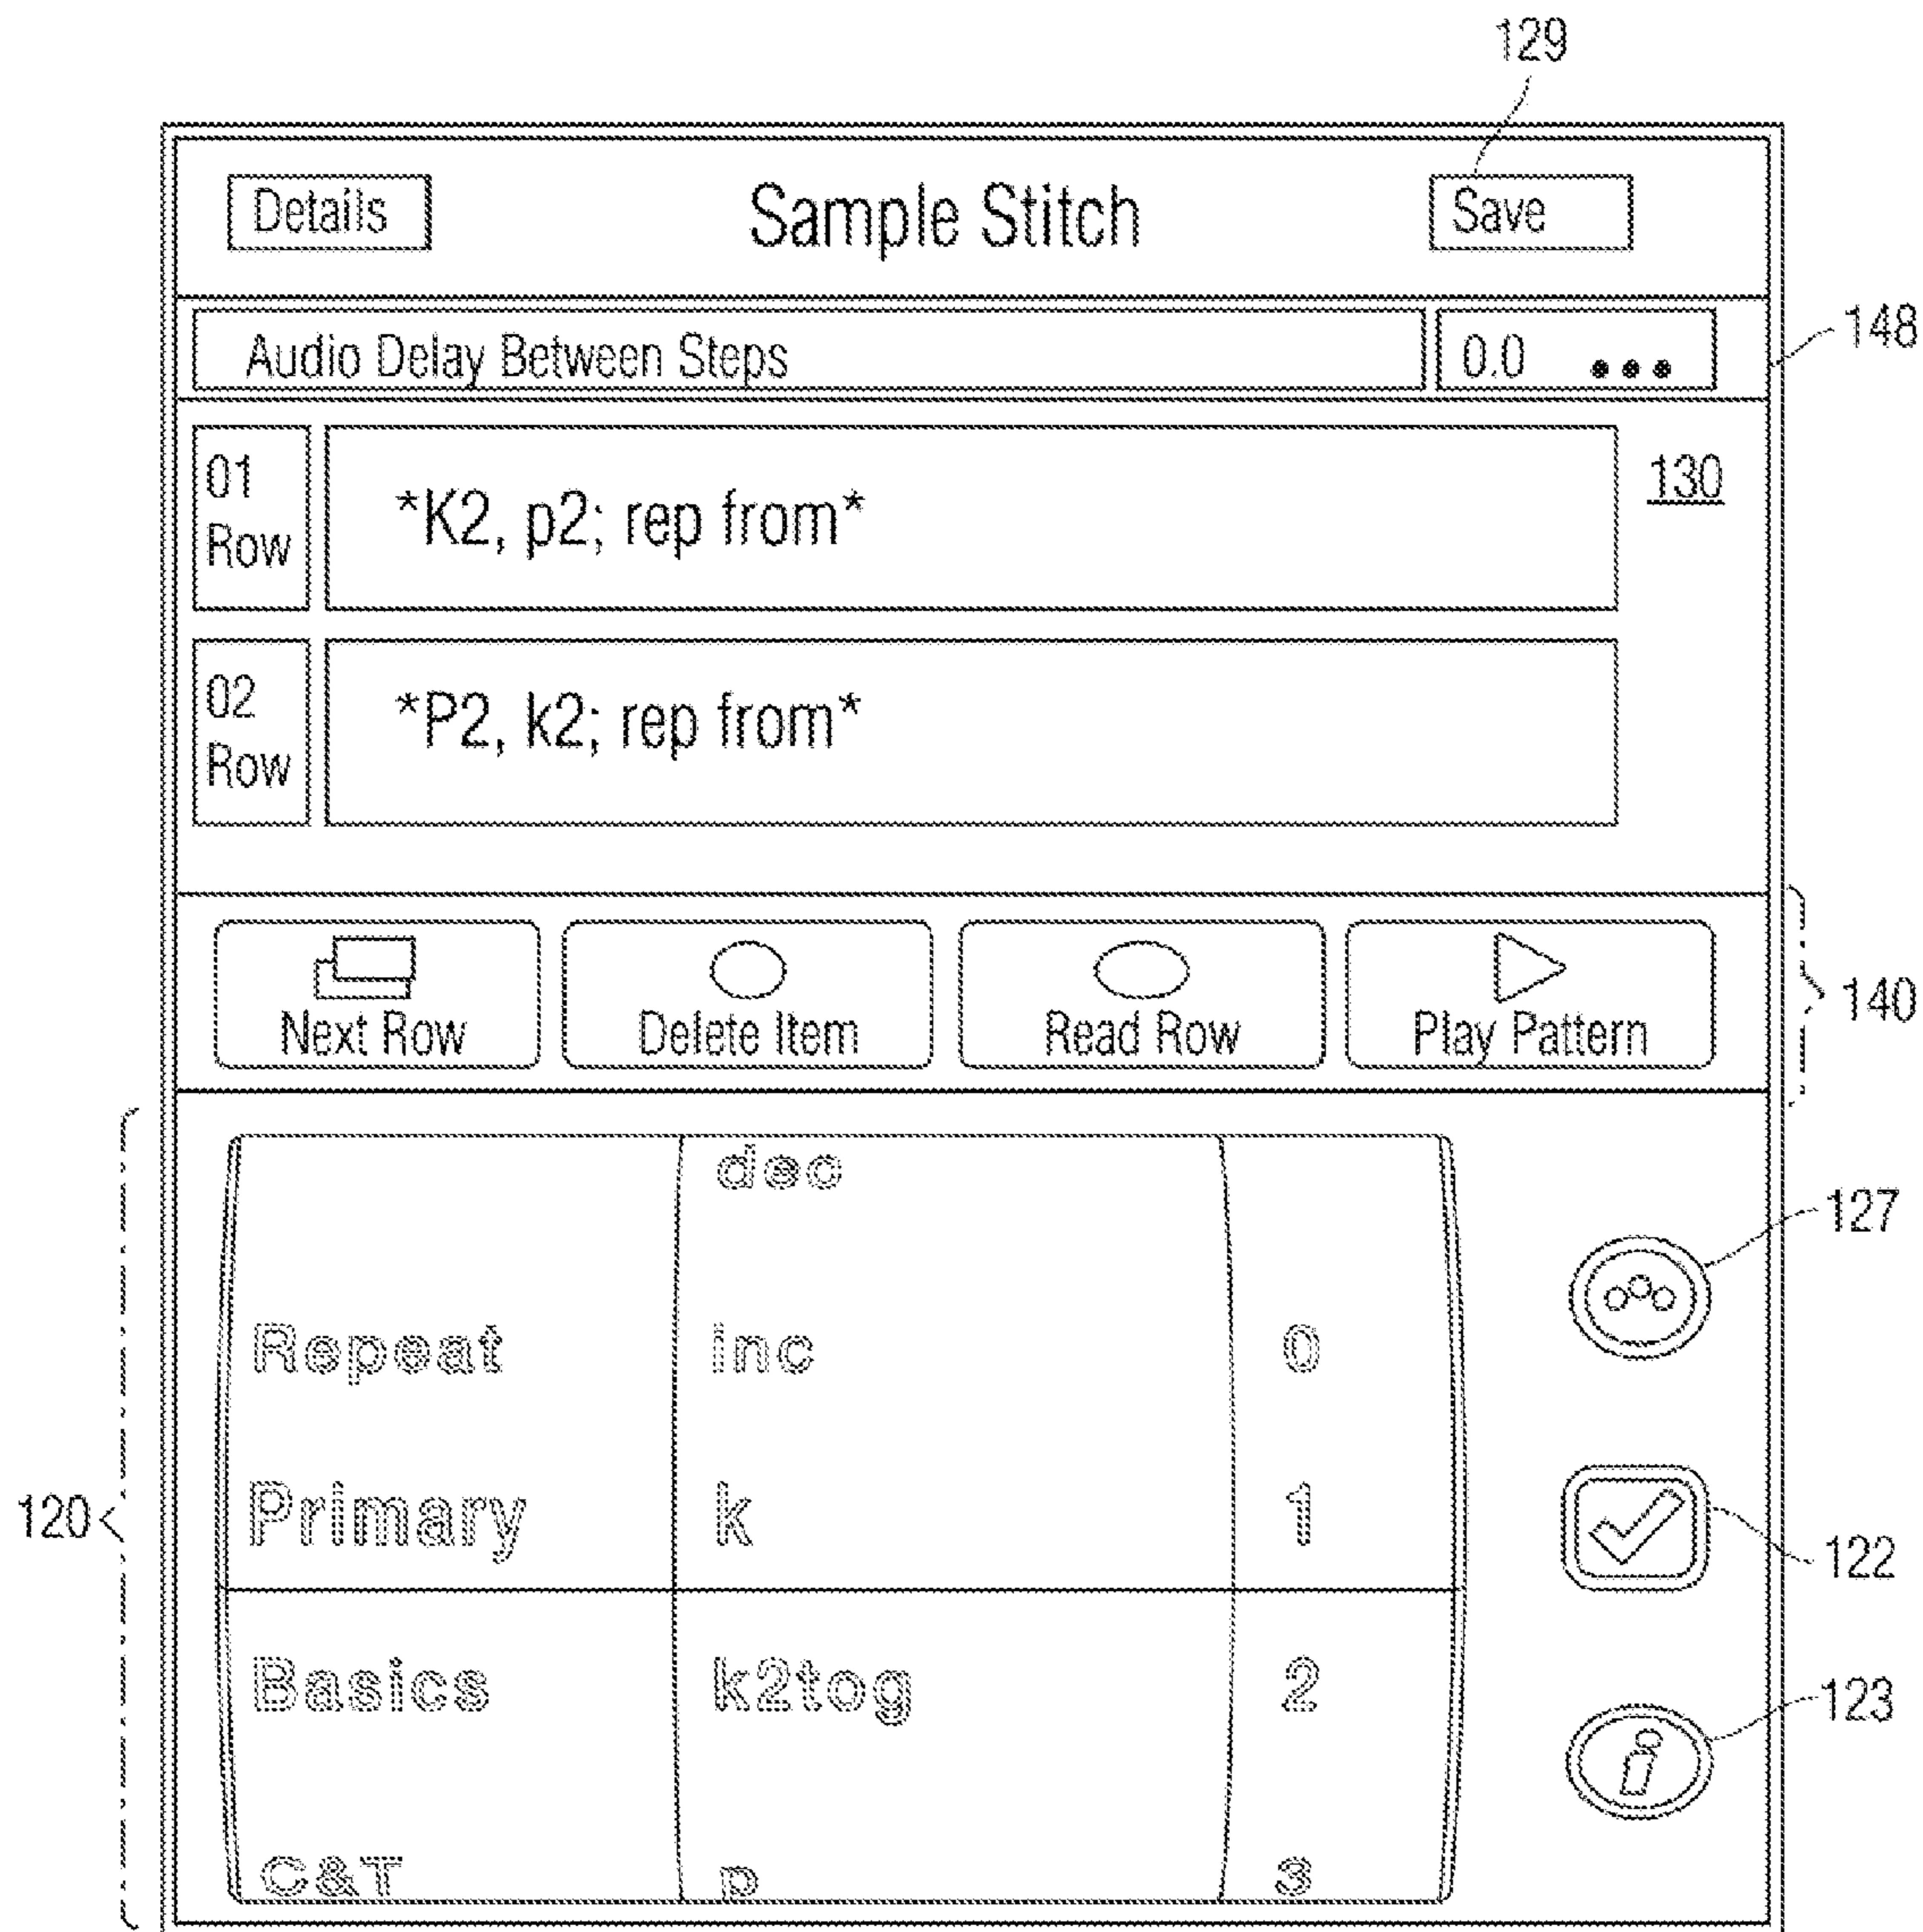 129
Details Sample Stitch Save
Audio Delay Between Steps 0.0 ••• 148
01 Row *K2, p2; rep from* 130
02 Row *P2, k2; rep from*
Next Row Delete Item Read Row Play Pattern 140
dec
127
Repeat inc 0
120 Primary k 1
122
Basics k2tog 2 123
i
C&T p 3